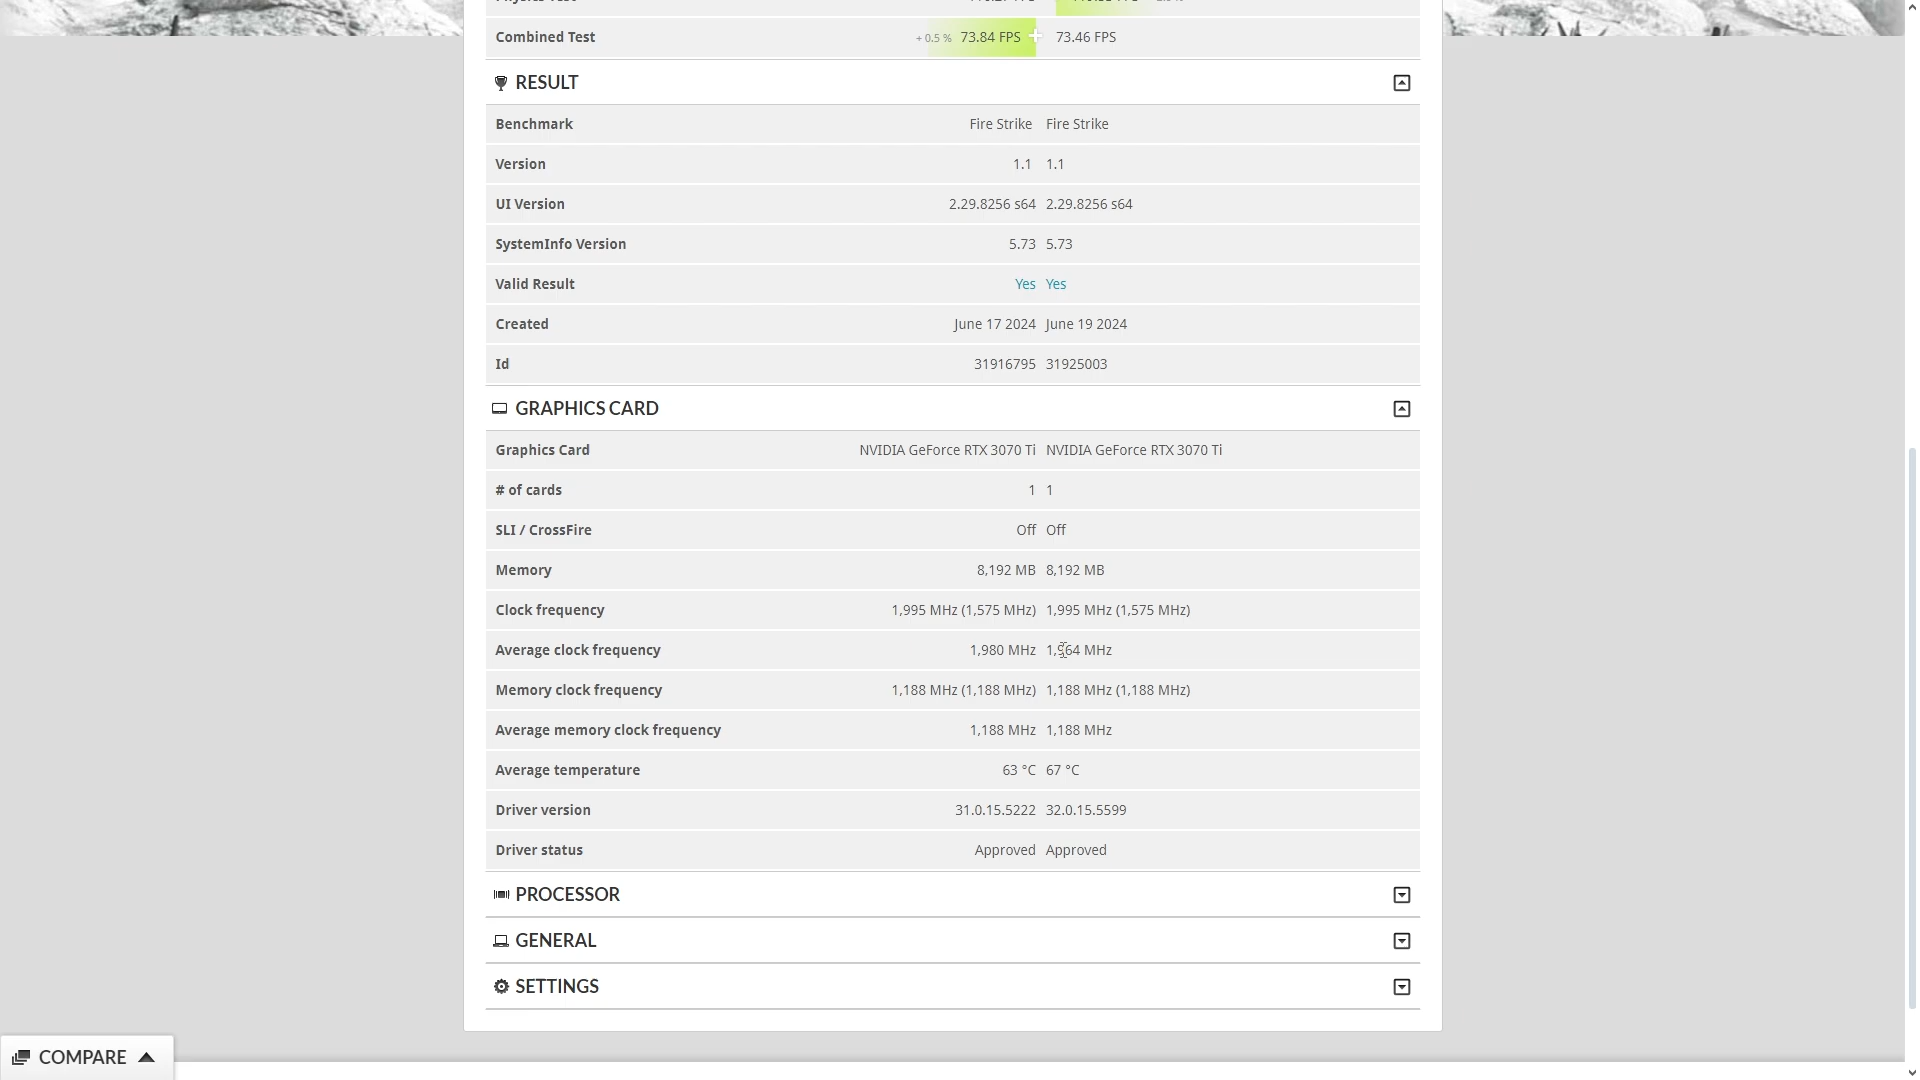 Combined Test + 0.5 % 73.84 FPS 73.46 FPS
RESULT
Benchmark Fire Strike Fire Strike
Version 1.1 1.1
UI Version 2.29.8256 s64 2.29.8256 s64
SystemInfo Version 5.73 5.73
Valid Result Yes Yes
Created June 17 2024 June 19 2024
Id 31916795 31925003
GRAPHICS CARD
Graphics Card NVIDIA GeForce RTX 3070 Ti NVIDIA GeForce RTX 3070 Ti
# of cards 1 1
SLI / CrossFire Off Off
Memory 8,192 MB 8,192 MB
Clock frequency 1,995 MHz (1,575 MHz) 1,995 MHz (1,575 MHz)
Average clock frequency 1,980 MHz 1,964 MHz
Memory clock frequency 1,188 MHz (1,188 MHz) 1,188 MHz (1,188 MHz)
Average memory clock frequency 1,188 MHz 1,188 MHz
Average temperature 63 °C 67 °C
Driver version 31.0.15.5222 32.0.15.5599
Driver status Approved Approved
PROCESSOR
GENERAL
SETTINGS
COMPARE